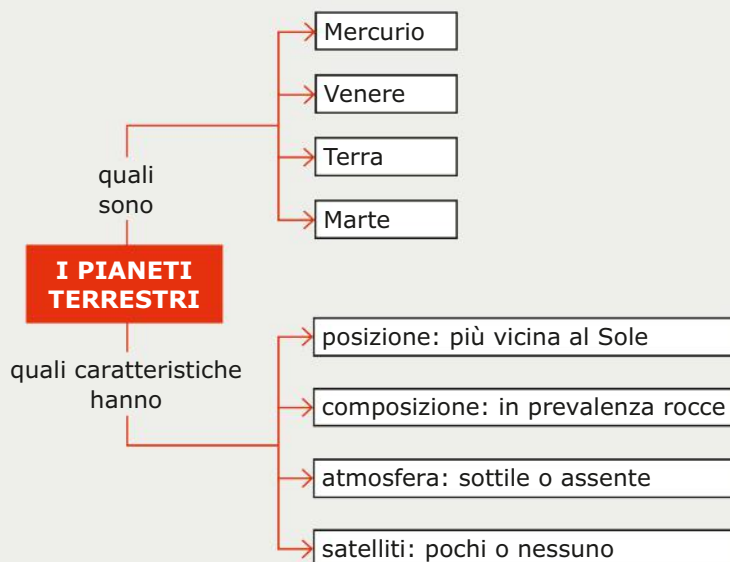 Mercurio
Venere
Terra
Marte
quali
sono
I PIANETI
TERRESTRI
quali caratteristiche
hanno
posizione: più vicina al Sole
composizione: in prevalenza rocce
atmosfera: sottile o assente
satelliti: pochi o nessuno